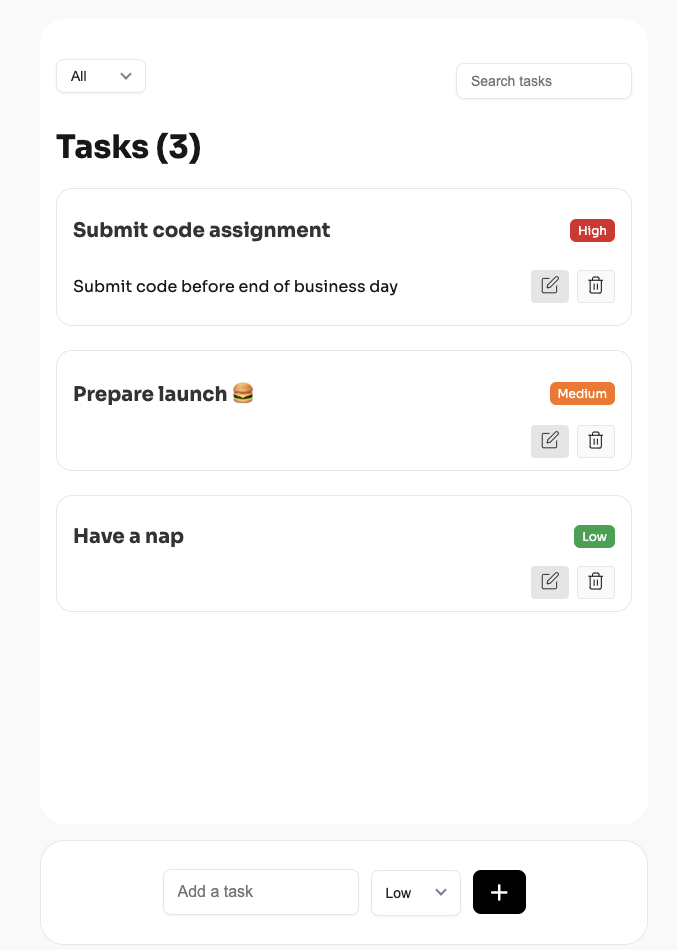 All
Search tasks
Tasks (3)
Submit code assignment
High
Submit code before end of business day
Prepare launch 🍔
Medium
Have a nap
Low
Add a task
Low